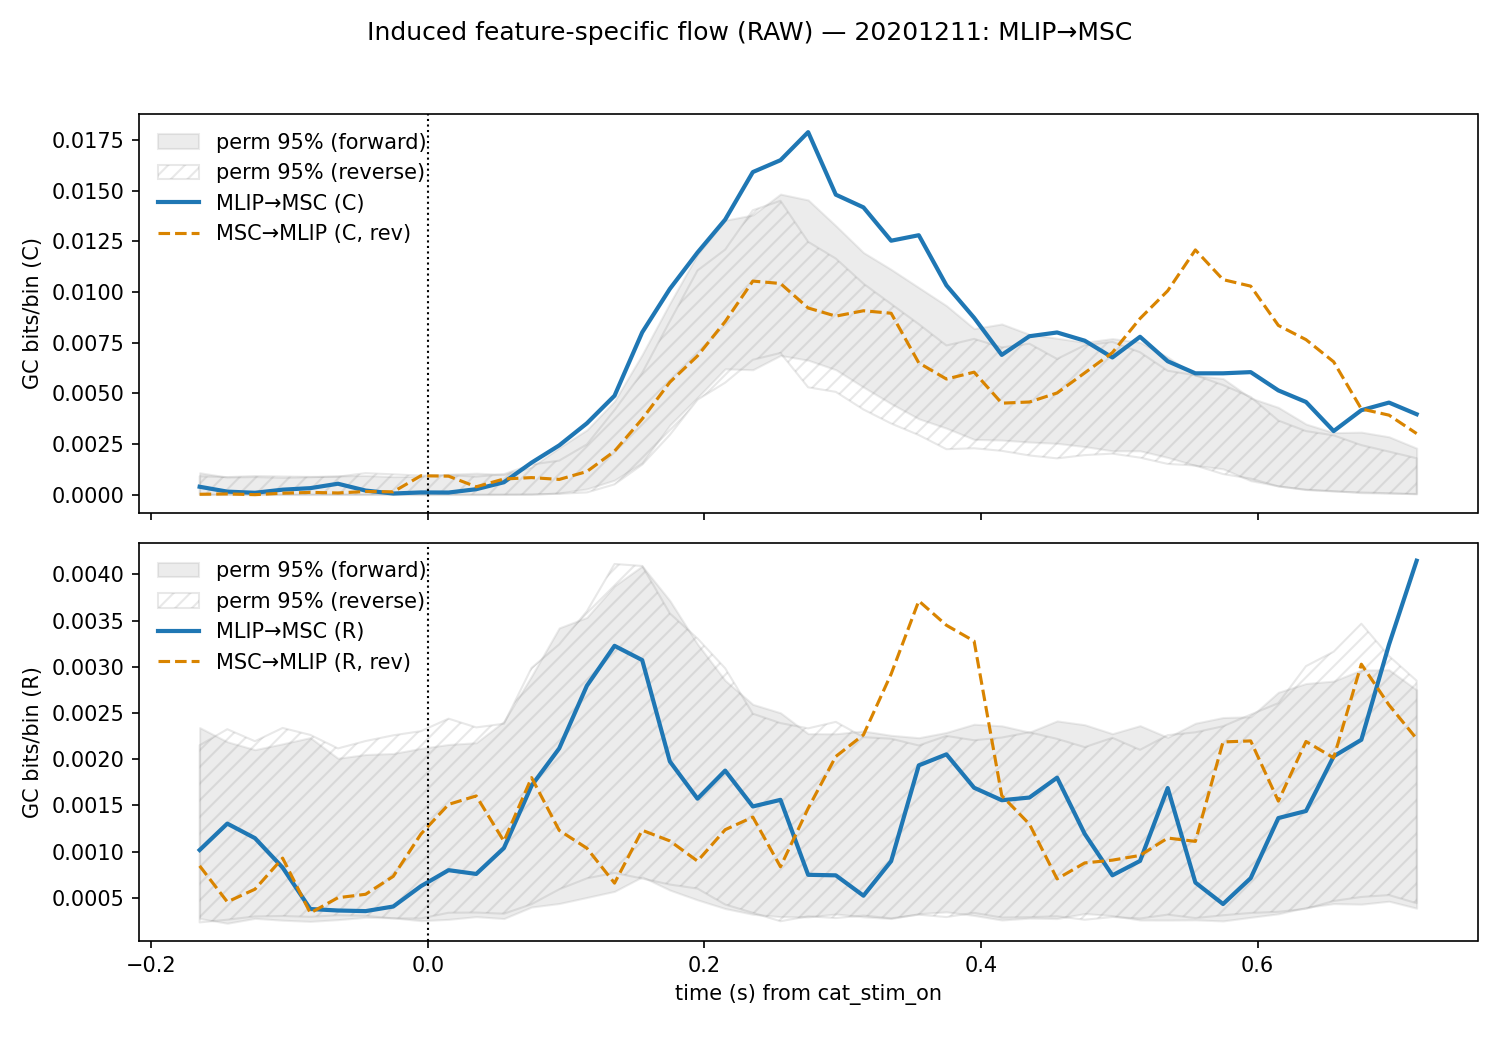 Induced feature-specific flow (RAW) — 20201211: MLIP→MSC
GC bits/bin (C)
0.0175
0.0150
0.0125
0.0100
0.0075
0.0050
0.0025
0.0000
perm 95% (forward)
perm 95% (reverse)
MLIP→MSC (C)
MSC→MLIP (C, rev)
GC bits/bin (R)
0.0040
0.0035
0.0030
0.0025
0.0020
0.0015
0.0010
0.0005
perm 95% (forward)
perm 95% (reverse)
MLIP→MSC (R)
MSC→MLIP (R, rev)
−0.2 0.0 0.2 0.4 0.6
time (s) from cat_stim_on